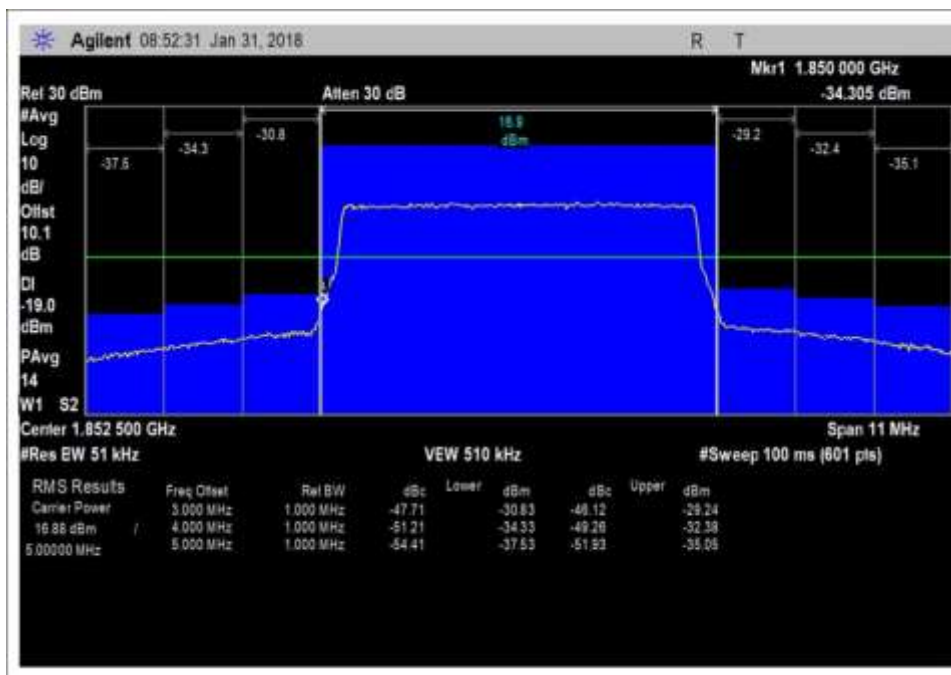 Agilent 08:52:31 Jan 31, 2018 R T
Mkr1 1.850 000 GHz
Ref 30 dBm Atten 30 dB -34.305 dBm
#Avg
Log
10
dB/
Offst
10.1
dB
DI
-19.0
dBm
PAvg
14
W1 S2
-37.5 -34.3 -30.8 16.9 -29.2 -32.4 -35.1
dBm
Center 1.852 500 GHz Span 11 MHz
#Res BW 51 kHz VBW 510 kHz #Sweep 100 ms (601 pts)
RMS Results Freq Offset Ref BW dBc Lower dBm dBc Upper dBm
Carrier Power 3.000 MHz 1.000 MHz -47.71 -30.83 -46.12 -29.24
16.88 dBm / 4.000 MHz 1.000 MHz -51.21 -34.33 -49.26 -32.38
5.00000 MHz 5.000 MHz 1.000 MHz -54.41 -37.53 -51.93 -35.05